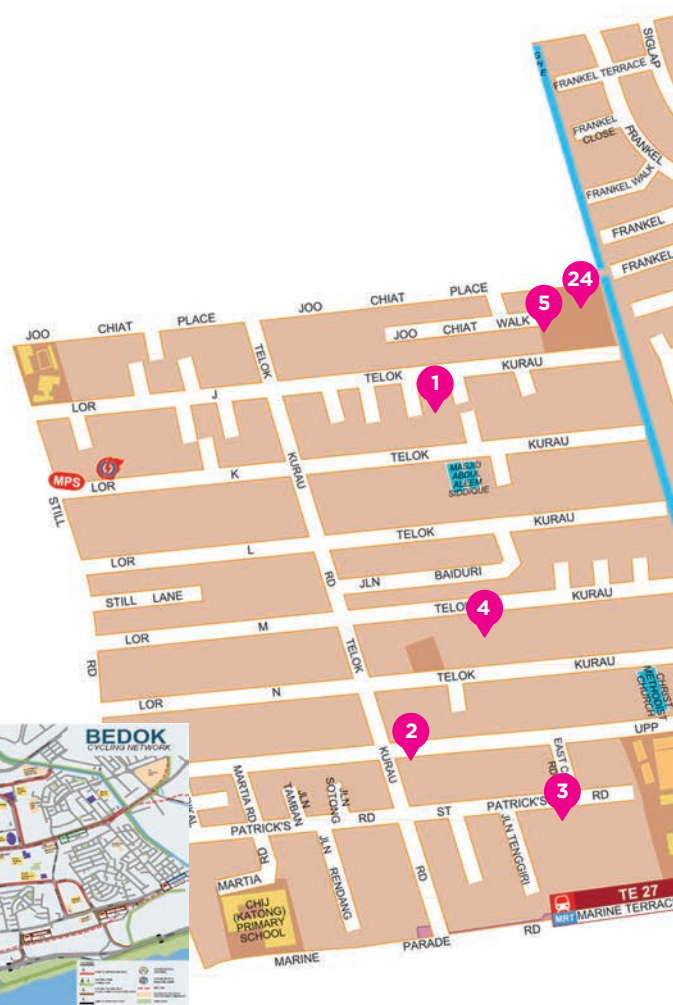 SIGLAP
FRANKEL TERRACE
FRANKEL
CLOSE
FRANKEL
FRANKEL WALK
FRANKEL
FRANKEL
24
5
JOO CHIAT PLACE
JOO CHIAT PLACE
JOO CHIAT WALK
TELOK
KURAU
RD
TELOK
KURAU
RD
LOR J TELOK KURAU
1
MPS
LOR K TELOK KURAU
MASJID
ABDUL
ALEEM
SIDDIQUE
STILL
RD
LOR L TELOK KURAU
JLN BAIDURI
STILL LANE
LOR M KURAU
4
LOR N TELOK KURAU
CHRIST
METHODIST
CHURCH
2
UPP
EAST
RD
3
MARTIA RD
JLN
TAMBAN
JLN
SOTONG
PATRICK'S RD
ST PATRICK'S RD
JLN
RENDANG
JLN TENGGIRI
MARTIA
RD
CHIJ
(KATONG)
PRIMARY
SCHOOL
TE 27
MRT
MARINE TERRACE
MARINE PARADE RD
BEDOK
CYCLING NETWORK